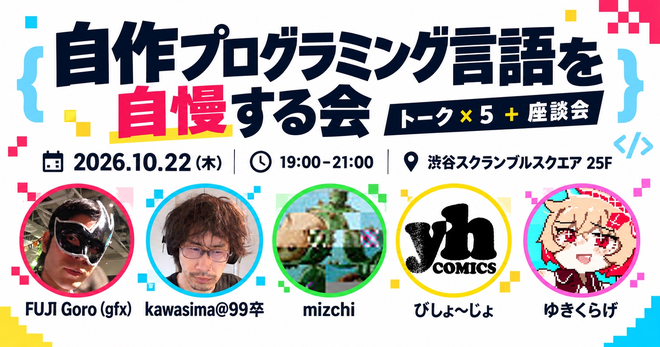 自作プログラミング言語を
自慢する会
トーク×5+座談会
2026.10.22(木)
19:00-21:00
渋谷スクランブルスクエア 25F
</>
yh
COMICS
FUJI Goro (gfx)
kawasima@99卒
mizchi
びしょ〜じょ
ゆきくらげ